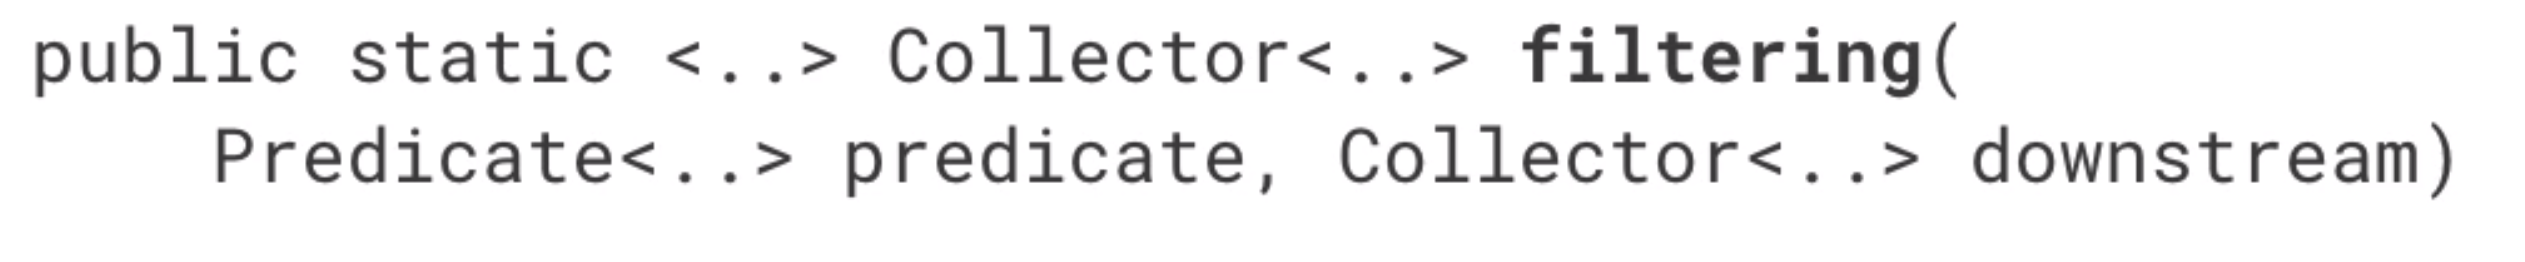 public static <..> Collector<..> filtering(
Predicate<..> predicate, Collector<..> downstream)